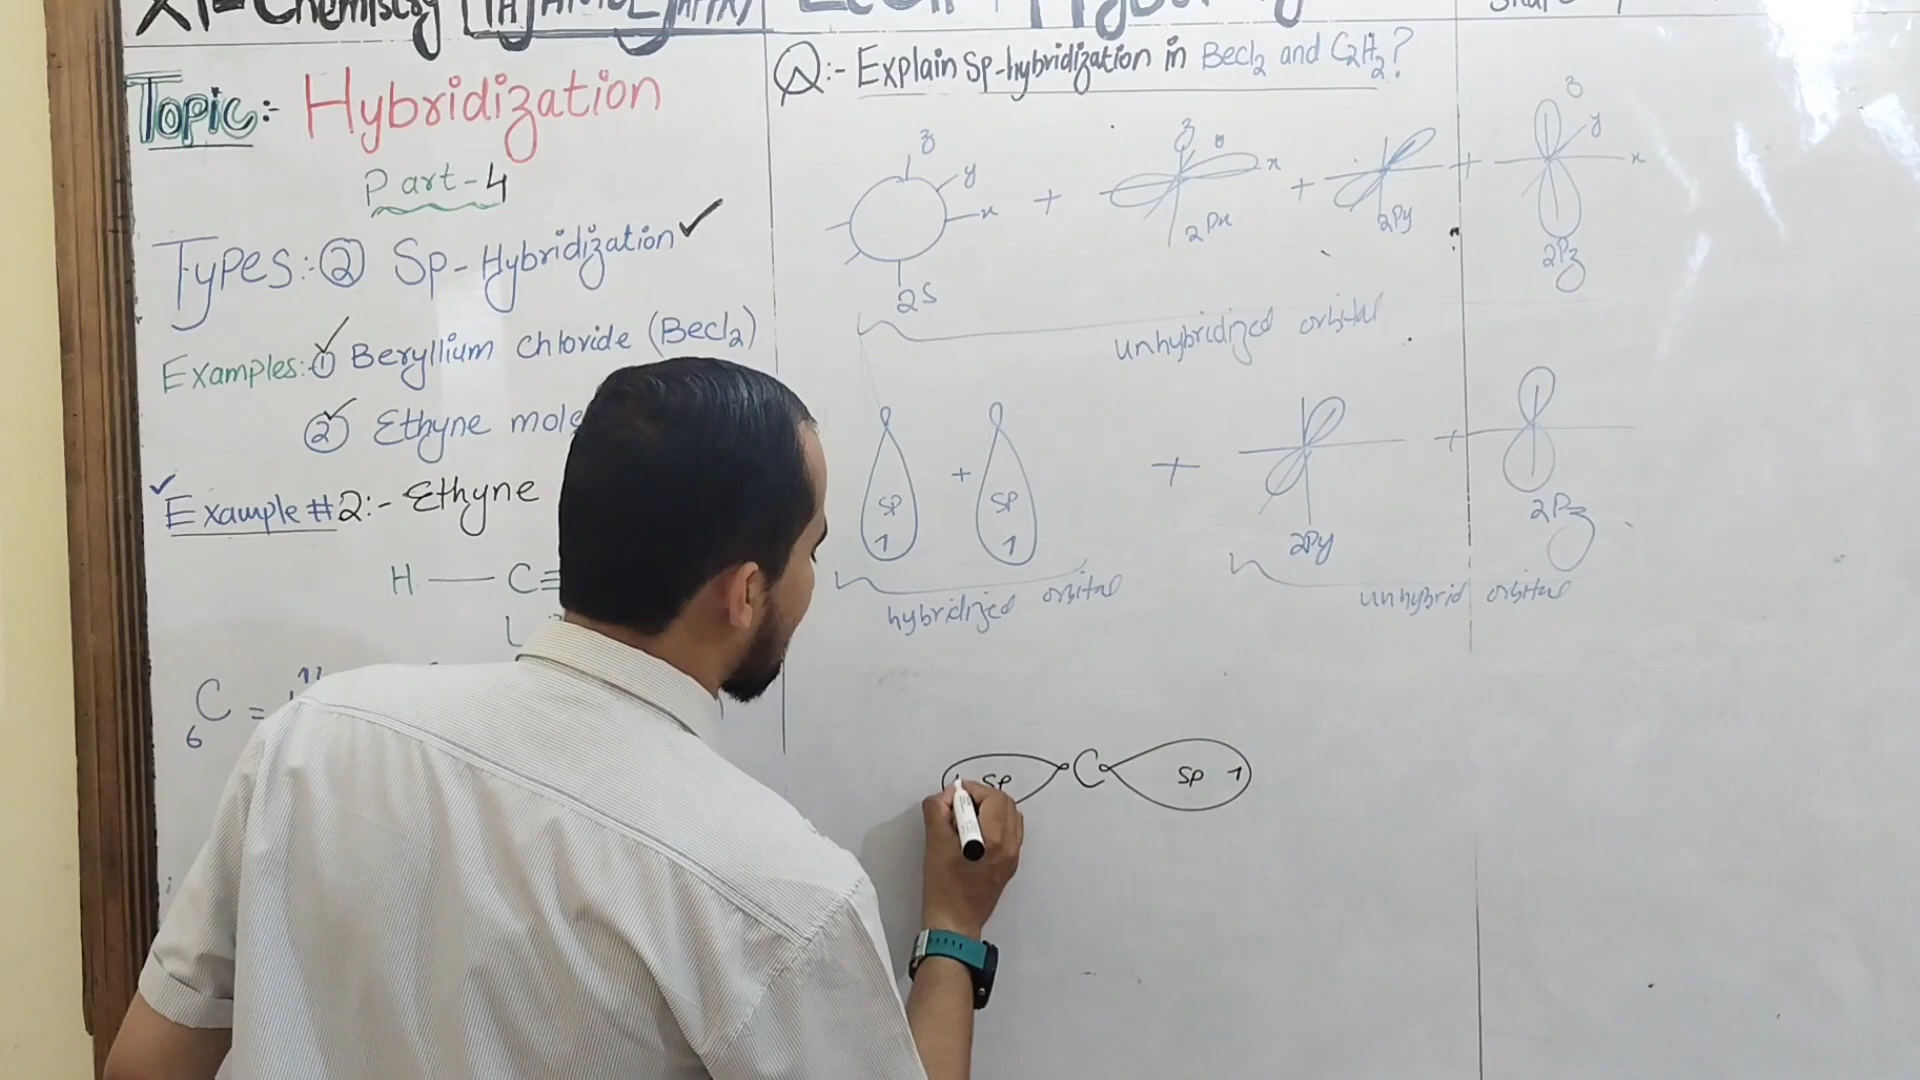 XI - Chemistry
Topic:- Hybridization
Part-4
Types:- ② Sp-Hybridization ✓
Examples:- ① Beryllium chloride (Becl2)
② Ethyne
Example #2:- Ethyne
H — C≡
6 C =
Q:- Explain Sp-hybridization in Becl2 and C2H2?
z y x 2S + z x 2Px + 2Py + z y x 2Pz
unhybridized orbital
SP 1 + SP 1 + 2Py + 2Pz
hybridized orbital unhybrid orbital
SP C SP 1